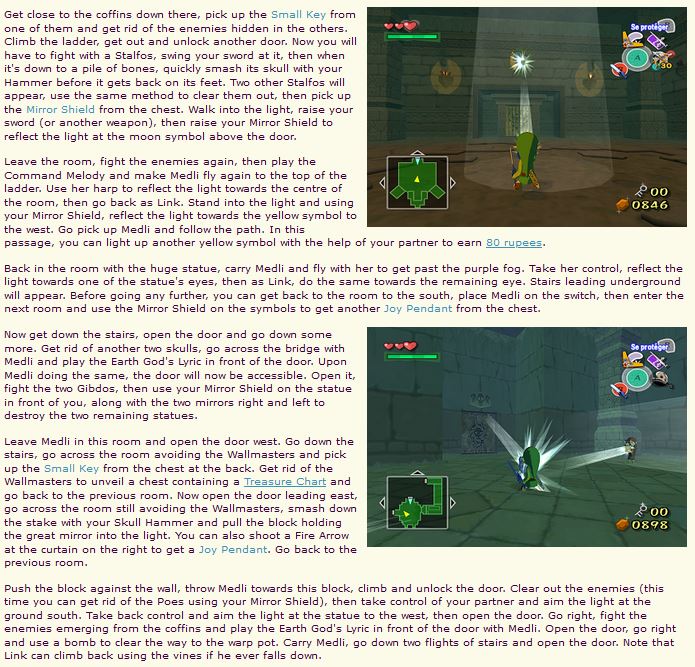 Get close to the coffins down there, pick up the Small Key from
one of them and get rid of the enemies hidden in the others.
Climb the ladder, get out and unlock another door. Now you will
have to fight with a Stalfos, swing your sword at it, then when
it's down to a pile of bones, quickly smash its skull with your
Hammer before it gets back on its feet. Two other Stalfos will
appear, use the same method to clear them out, then pick up
the Mirror Shield from the chest. Walk into the light, raise your
sword (or another weapon), then raise your Mirror Shield to
reflect the light at the moon symbol above the door.
Se protéger
A
30
00
0846
Leave the room, fight the enemies again, then play the
Command Melody and make Medli fly again to the top of the
ladder. Use her harp to reflect the light towards the centre of
the room, then go back as Link. Stand into the light and using
your Mirror Shield, reflect the light towards the yellow symbol to
the west. Go pick up Medli and follow the path. In this
passage, you can light up another yellow symbol with the help of your partner to earn 80 rupees.
Back in the room with the huge statue, carry Medli and fly with her to get past the purple fog. Take her control, reflect the
light towards one of the statue's eyes, then as Link, do the same towards the remaining eye. Stairs leading underground
will appear. Before going any further, you can get back to the room to the south, place Medli on the switch, then enter the
next room and use the Mirror Shield on the symbols to get another Joy Pendant from the chest.
Now get down the stairs, open the door and go down some
more. Get rid of another two skulls, go across the bridge with
Medli and play the Earth God's Lyric in front of the door. Upon
Medli doing the same, the door will now be accessible. Open it,
fight the two Gibdos, then use your Mirror Shield on the statue
in front of you, along with the two mirrors right and left to
destroy the two remaining statues.
Se protéger
A
00
0898
Leave Medli in this room and open the door west. Go down the
stairs, go across the room avoiding the Wallmasters and pick
up the Small Key from the chest at the back. Get rid of the
Wallmasters to unveil a chest containing a Treasure Chart and
go back to the previous room. Now open the door leading east,
go across the room still avoiding the Wallmasters, smash down
the stake with your Skull Hammer and pull the block holding
the great mirror into the light. You can also shoot a Fire Arrow
at the curtain on the right to get a Joy Pendant. Go back to the
previous room.
Push the block against the wall, throw Medli towards this block, climb and unlock the door. Clear out the enemies (this
time you can get rid of the Poes using your Mirror Shield), then take control of your partner and aim the light at the
ground south. Take back control and aim the light at the statue to the west, then open the door. Go right, fight the
enemies emerging from the coffins and play the Earth God's Lyric in front of the door with Medli. Open the door, go right
and use a bomb to clear the way to the warp pot. Carry Medli, go down two flights of stairs and open the door. Note that
Link can climb back using the vines if he ever falls down.